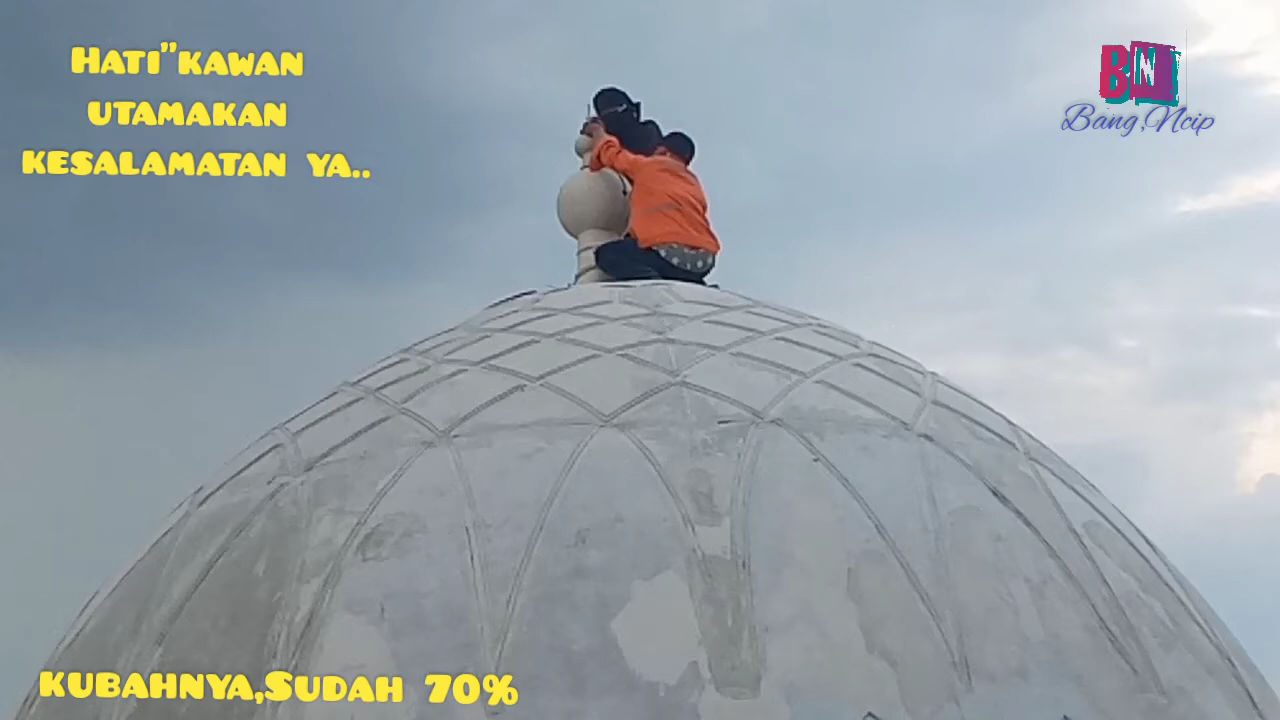 Hati"kawan
utamakan
kesalamatan ya..
BN
Bang,Ncip
kubahnya,Sudah 70%